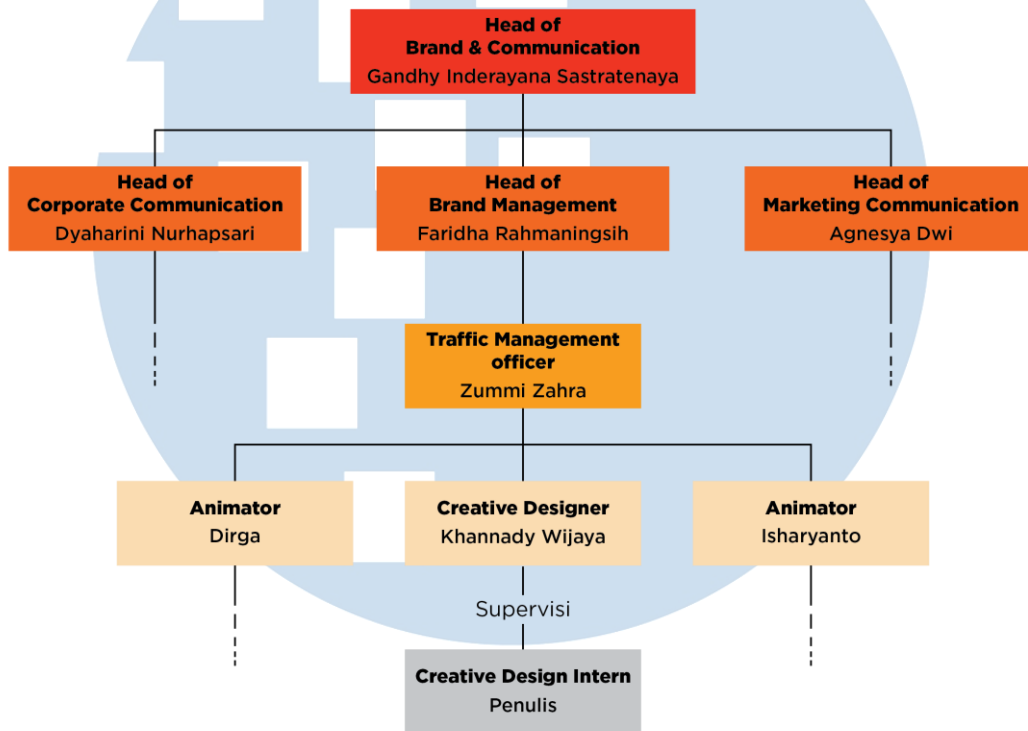 Head of
Brand & Communication
Gandhy Inderayana Sastratenaya
Head of
Corporate Communication
Dyaharini Nurhapsari
Head of
Brand Management
Faridha Rahmaningsih
Head of
Marketing Communication
Agnesya Dwi
Traffic Management
officer
Zummi Zahra
Animator
Dirga
Creative Designer
Khannady Wijaya
Animator
Isharyanto
Supervisi
Creative Design Intern
Penulis